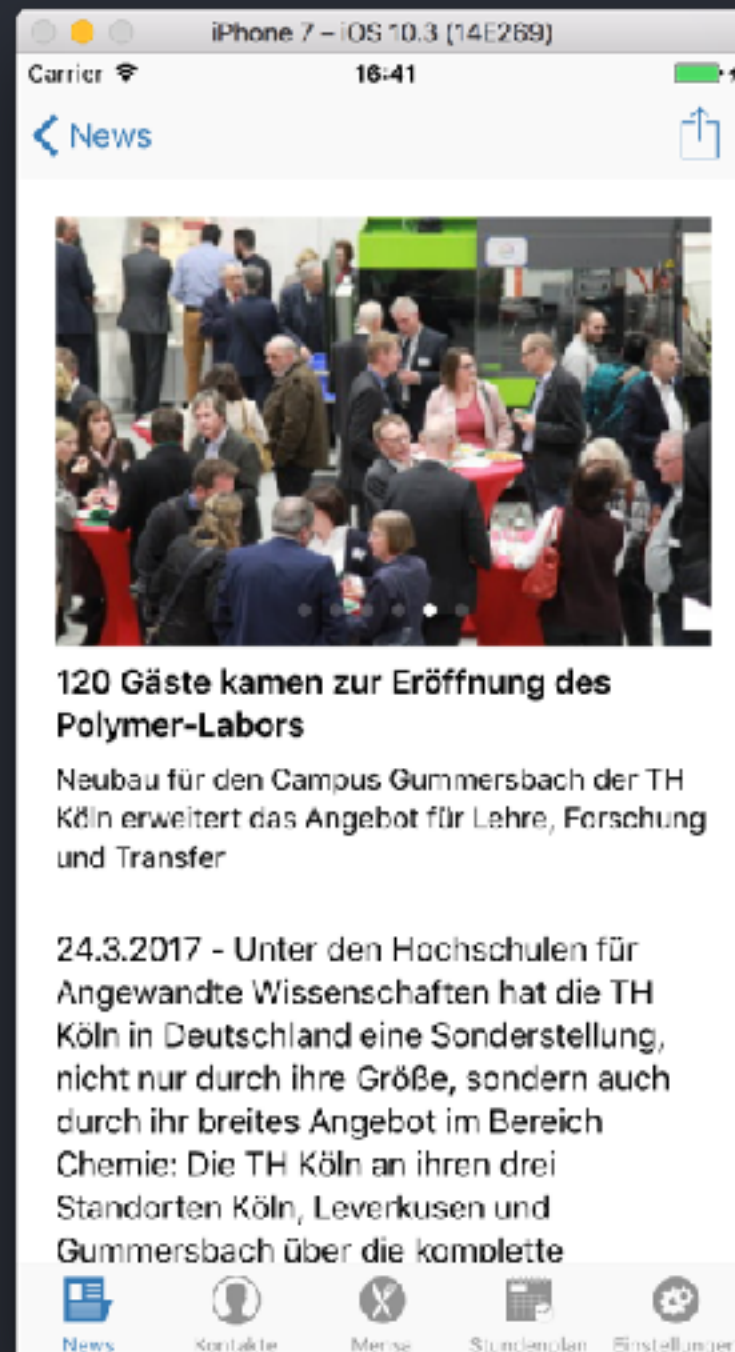 iPhone 7 – iOS 10.3 (14E269)
Carrier
16:41
News
120 Gäste kamen zur Eröffnung des
Polymer-Labors
Neubau für den Campus Gummersbach der TH
Köln erweitert das Angebot für Lehre, Forschung
und Transfer
24.3.2017 - Unter den Hochschulen für
Angewandte Wissenschaften hat die TH
Köln in Deutschland eine Sonderstellung,
nicht nur durch ihre Größe, sondern auch
durch ihr breites Angebot im Bereich
Chemie: Die TH Köln an ihren drei
Standorten Köln, Leverkusen und
Gummersbach über die komplette
News
Kontakte
Mensa
Stundenplan
Einstellungen